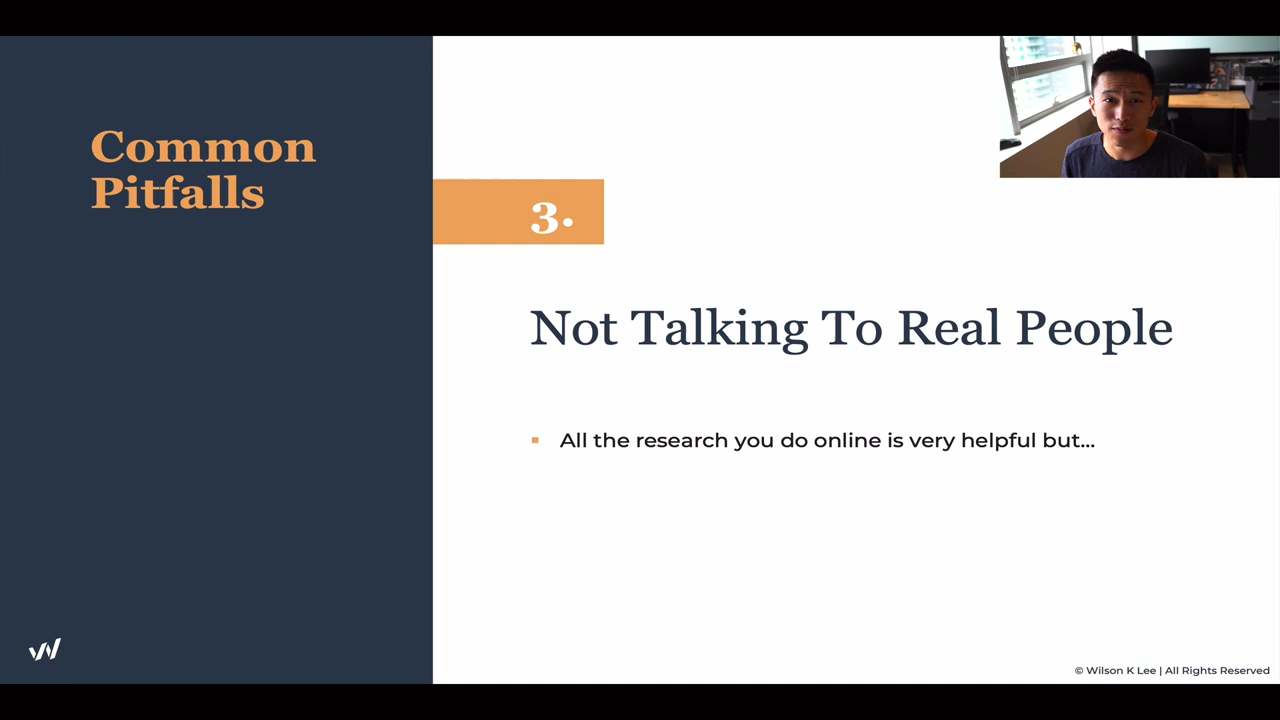 Common
Pitfalls
3.
Not Talking To Real People
All the research you do online is very helpful but...
© Wilson K Lee | All Rights Reserved